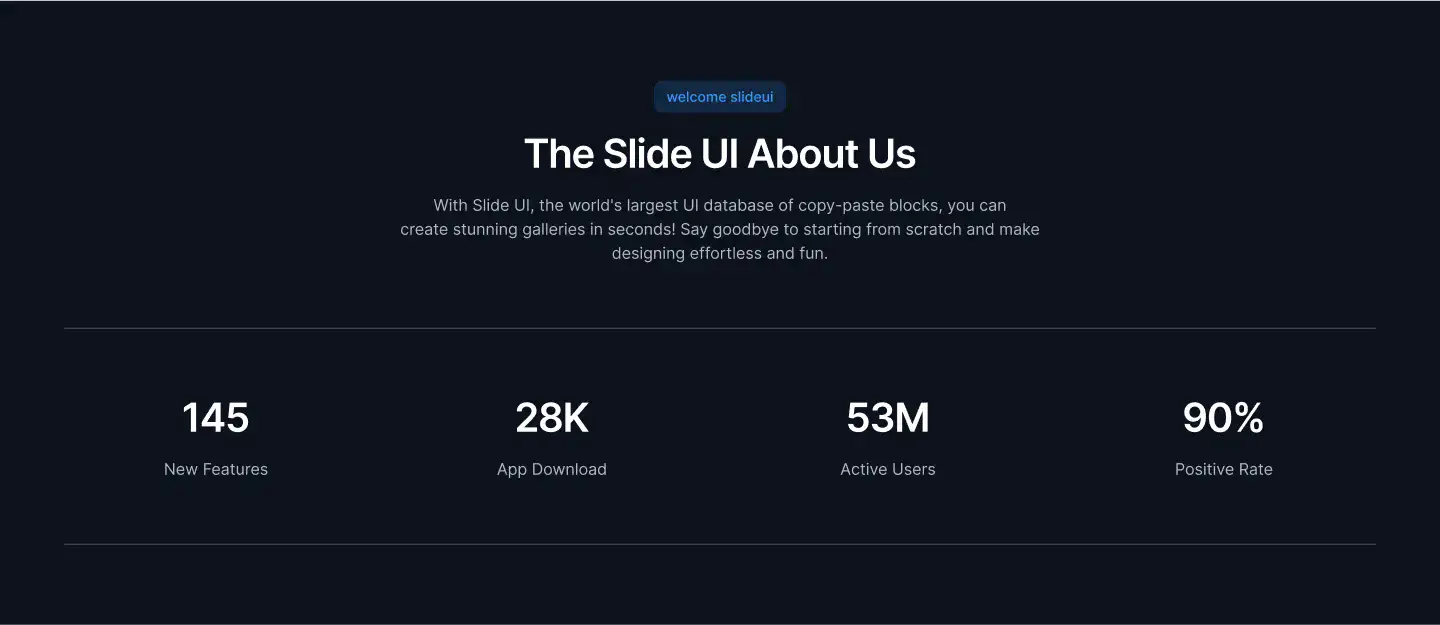 welcome slideui
The Slide UI About Us
With Slide UI, the world's largest UI database of copy-paste blocks, you can
create stunning galleries in seconds! Say goodbye to starting from scratch and make
designing effortless and fun.
145
New Features
28K
App Download
53M
Active Users
90%
Positive Rate